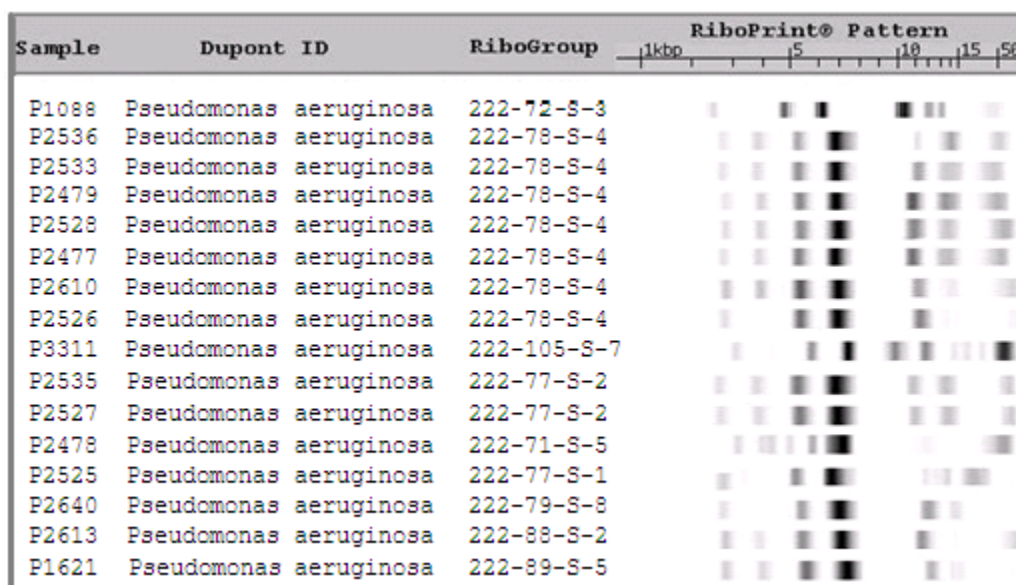 RiboPrint® Pattern
Sample Dupont ID RiboGroup 1kbp 5 10 15 50
P1088 Pseudomonas aeruginosa 222-72-S-3
P2536 Pseudomonas aeruginosa 222-78-S-4
P2533 Pseudomonas aeruginosa 222-78-S-4
P2479 Pseudomonas aeruginosa 222-78-S-4
P2528 Pseudomonas aeruginosa 222-78-S-4
P2477 Pseudomonas aeruginosa 222-78-S-4
P2610 Pseudomonas aeruginosa 222-78-S-4
P2526 Pseudomonas aeruginosa 222-78-S-4
P3311 Pseudomonas aeruginosa 222-105-S-7
P2535 Pseudomonas aeruginosa 222-77-S-2
P2527 Pseudomonas aeruginosa 222-77-S-2
P2478 Pseudomonas aeruginosa 222-71-S-5
P2525 Pseudomonas aeruginosa 222-77-S-1
P2640 Pseudomonas aeruginosa 222-79-S-8
P2613 Pseudomonas aeruginosa 222-88-S-2
P1621 Pseudomonas aeruginosa 222-89-S-5